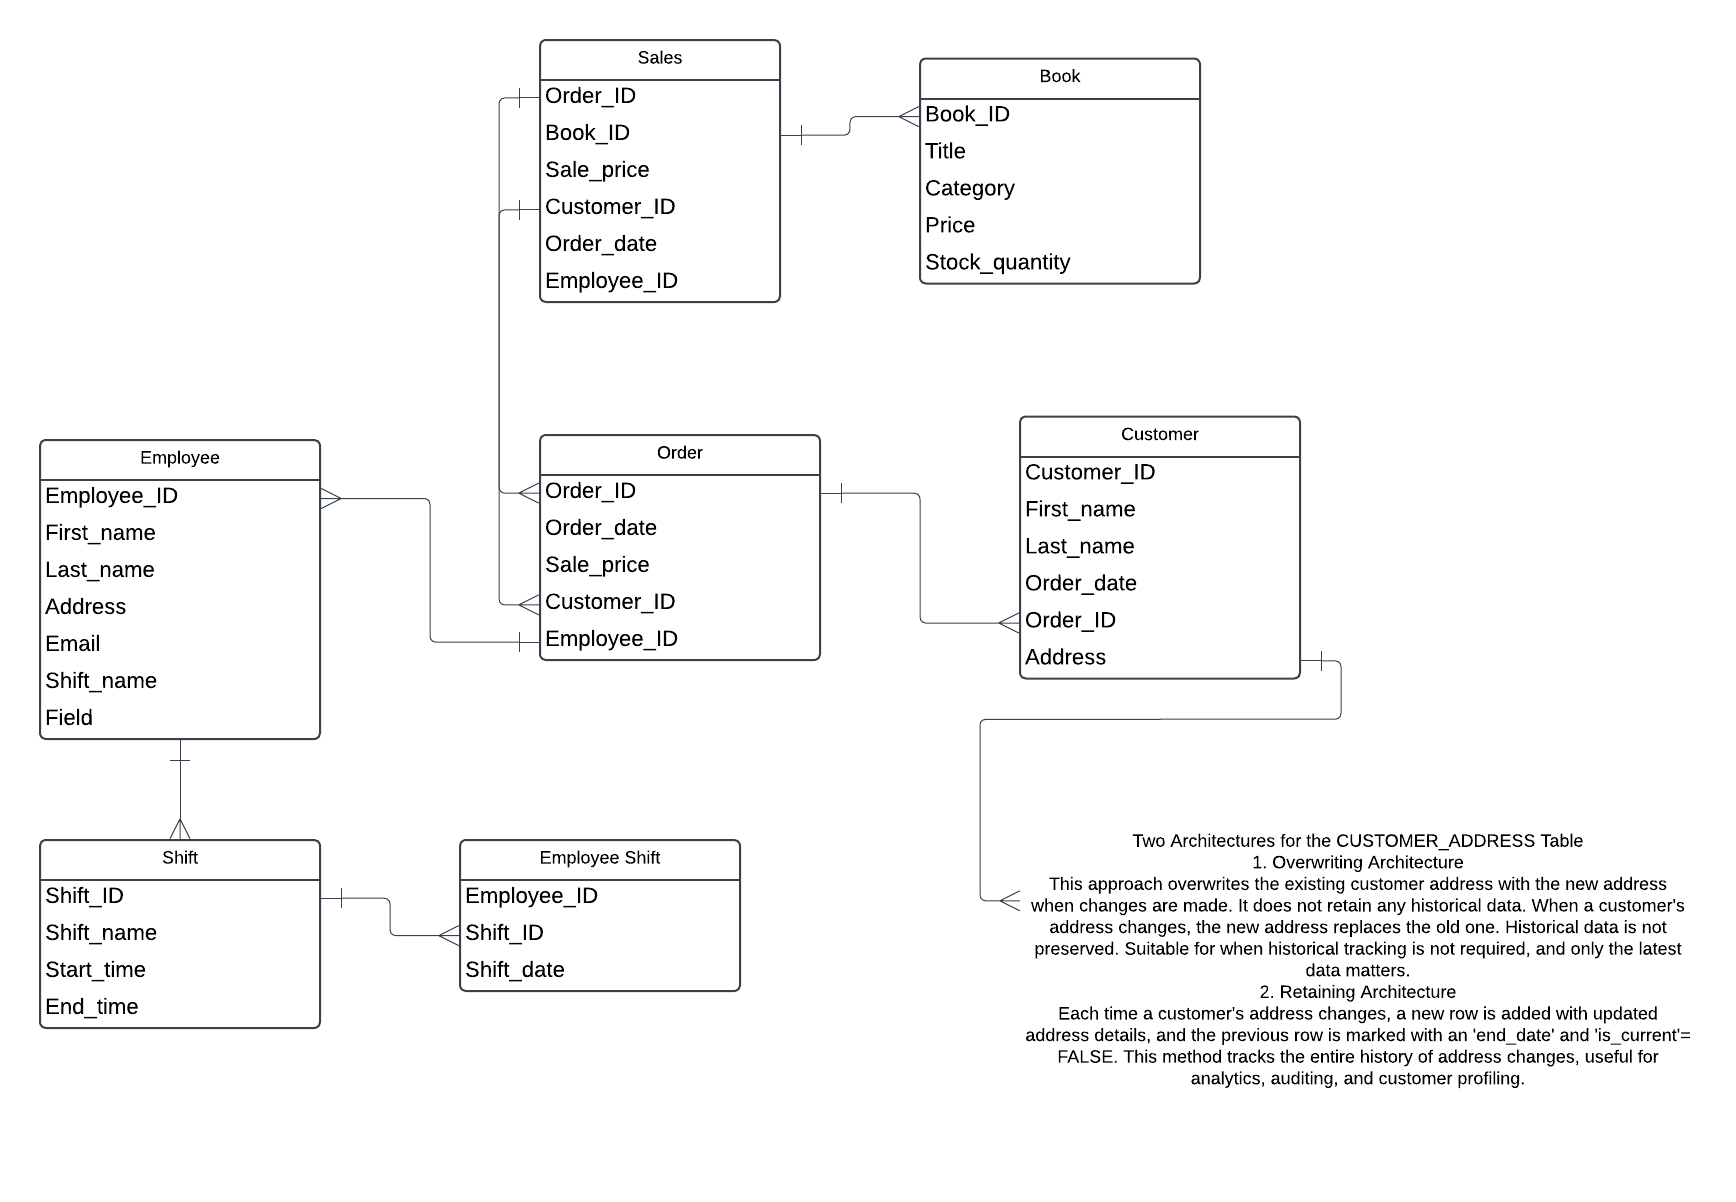 Sales
Order_ID
Book_ID
Sale_price
Customer_ID
Order_date
Employee_ID
Book
Book_ID
Title
Category
Price
Stock_quantity
Employee
Employee_ID
First_name
Last_name
Address
Email
Shift_name
Field
Order
Order_ID
Order_date
Sale_price
Customer_ID
Employee_ID
Customer
Customer_ID
First_name
Last_name
Order_date
Order_ID
Address
Shift
Shift_ID
Shift_name
Start_time
End_time
Employee Shift
Employee_ID
Shift_ID
Shift_date
Two Architectures for the CUSTOMER_ADDRESS Table
1. Overwriting Architecture
This approach overwrites the existing customer address with the new address
when changes are made. It does not retain any historical data. When a customer's
address changes, the new address replaces the old one. Historical data is not
preserved. Suitable for when historical tracking is not required, and only the latest
data matters.
2. Retaining Architecture
Each time a customer's address changes, a new row is added with updated
address details, and the previous row is marked with an 'end_date' and 'is_current'=
FALSE. This method tracks the entire history of address changes, useful for
analytics, auditing, and customer profiling.